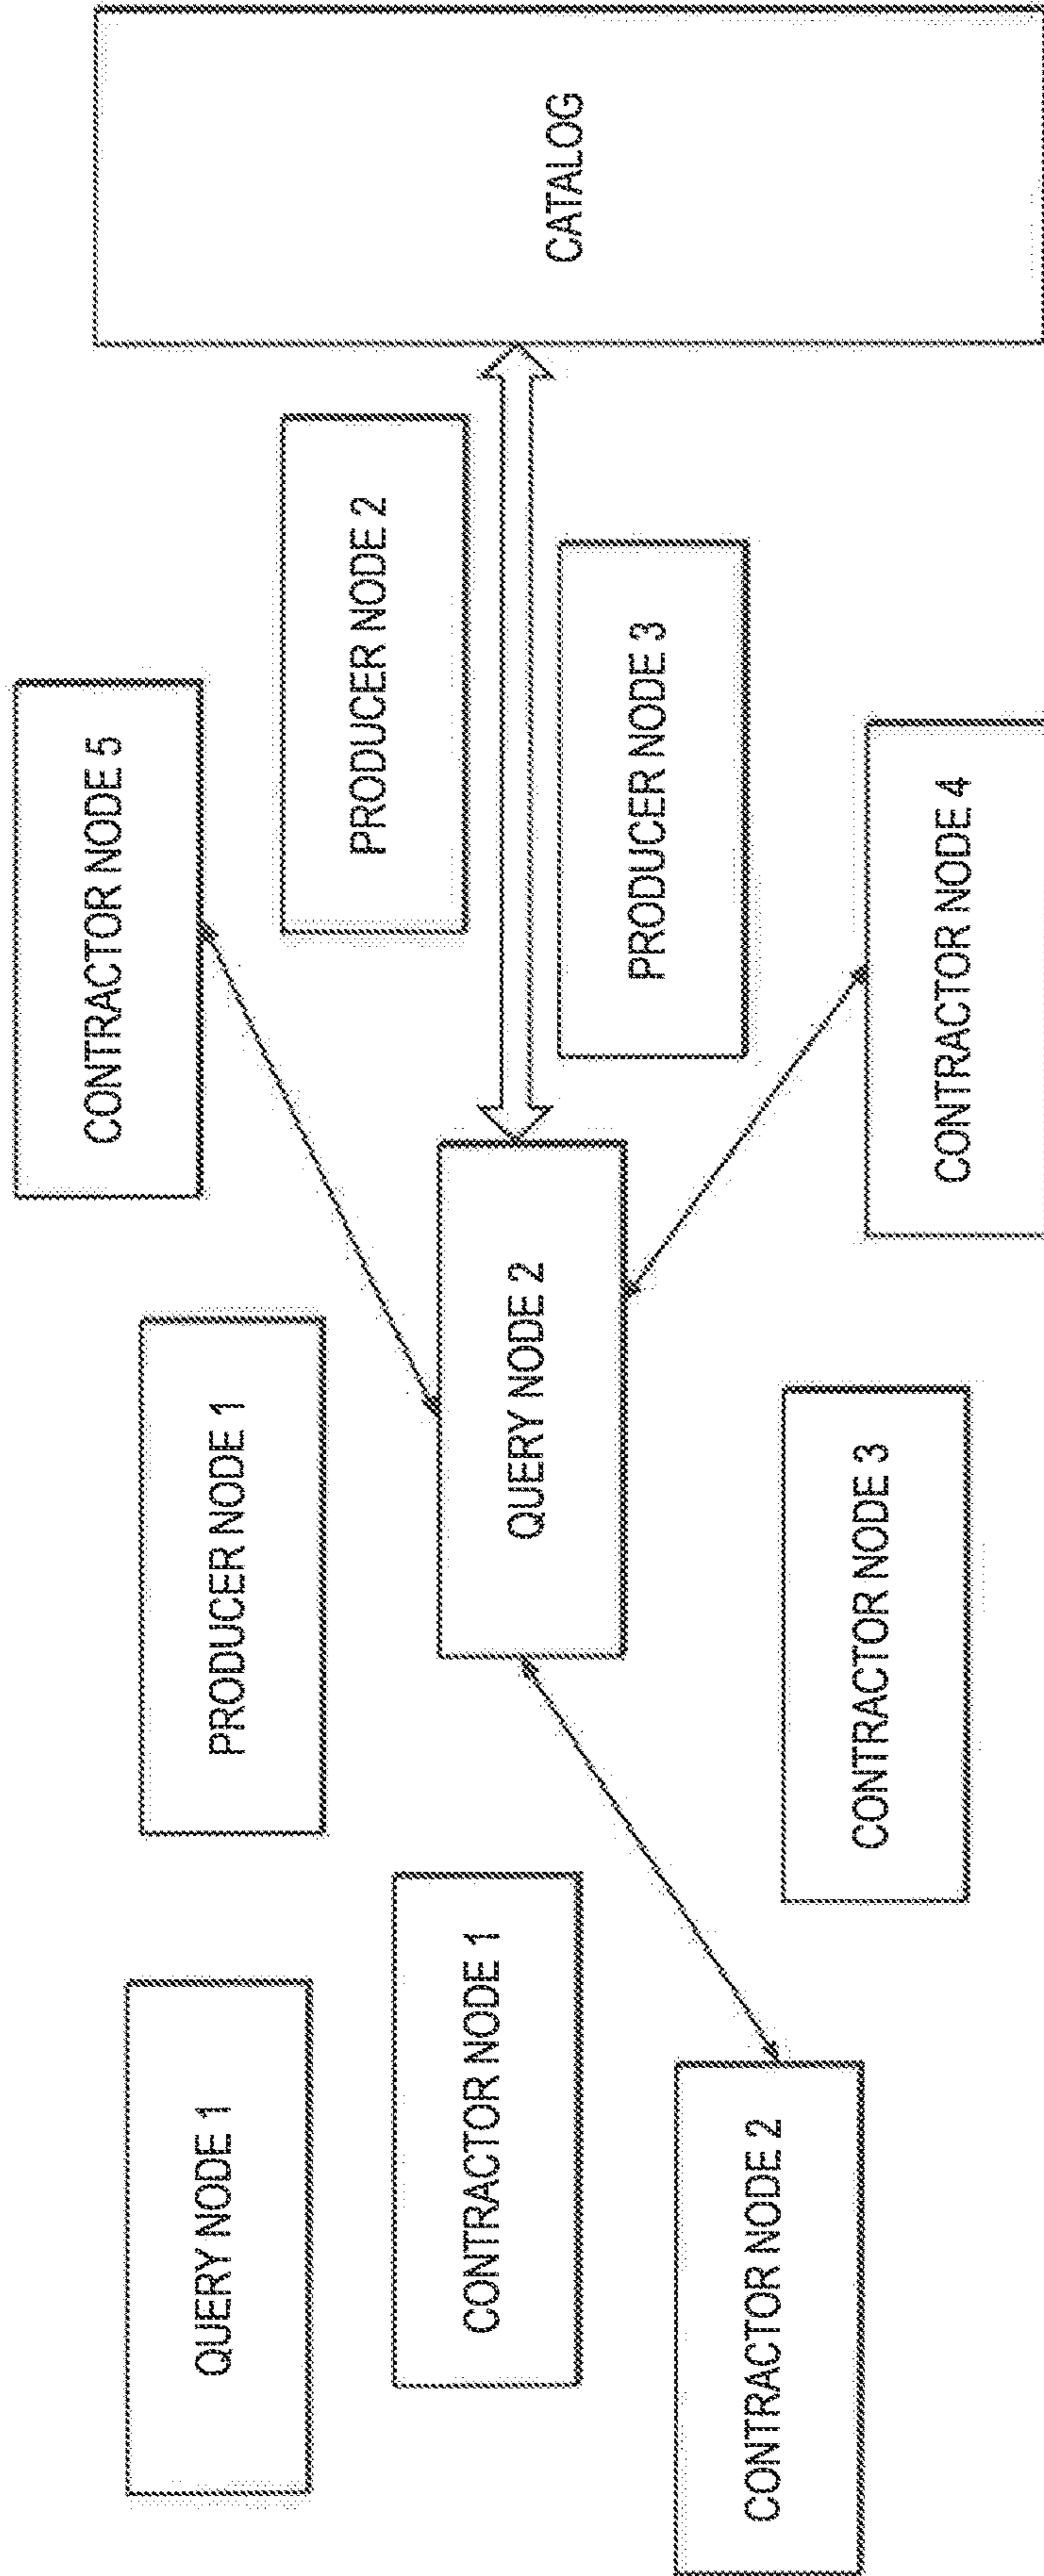 QUERY NODE 1
PRODUCER NODE 1
CONTRACTOR NODE 5
CONTRACTOR NODE 1
PRODUCER NODE 2
CATALOG
QUERY NODE 2
PRODUCER NODE 3
CONTRACTOR NODE 2
CONTRACTOR NODE 3
CONTRACTOR NODE 4